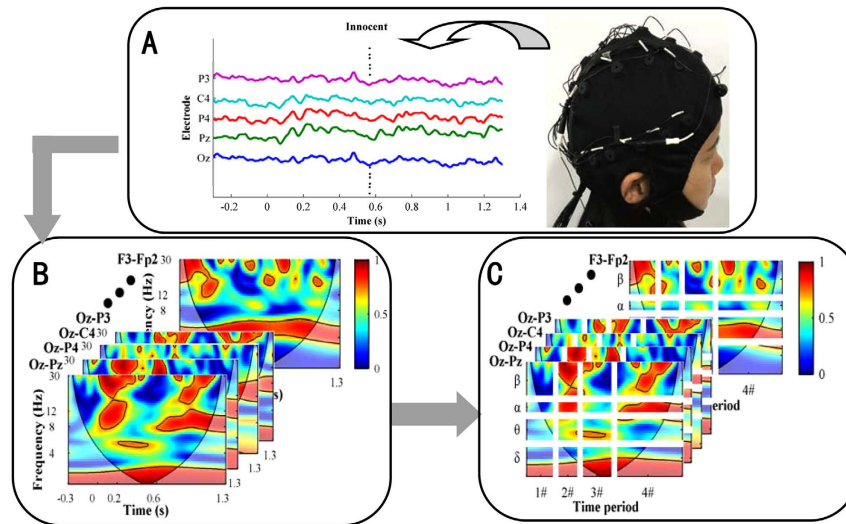 A
Innocent
Electrode
P3
C4
P4
Pz
Oz
-0.2 0 0.2 0.4 0.6 0.8 1 1.2 1.4
Time (s)
B
F3-Fp2
30
12
8
1
0.5
0
1.3
Oz-P3
Oz-C4 30
Oz-P4 30
Oz-Pz 30
30
12
8
4
Frequency (Hz)
-0.3 0 0.2 0.6 1.3
1.3
1.3
1.3
Time (s)
C
F3-Fp2
β
α
1
0.5
0
4#
Oz-P3
Oz-C4
Oz-P4
Oz-Pz
β
α
θ
δ
1# 2# 3# 4#
Time period